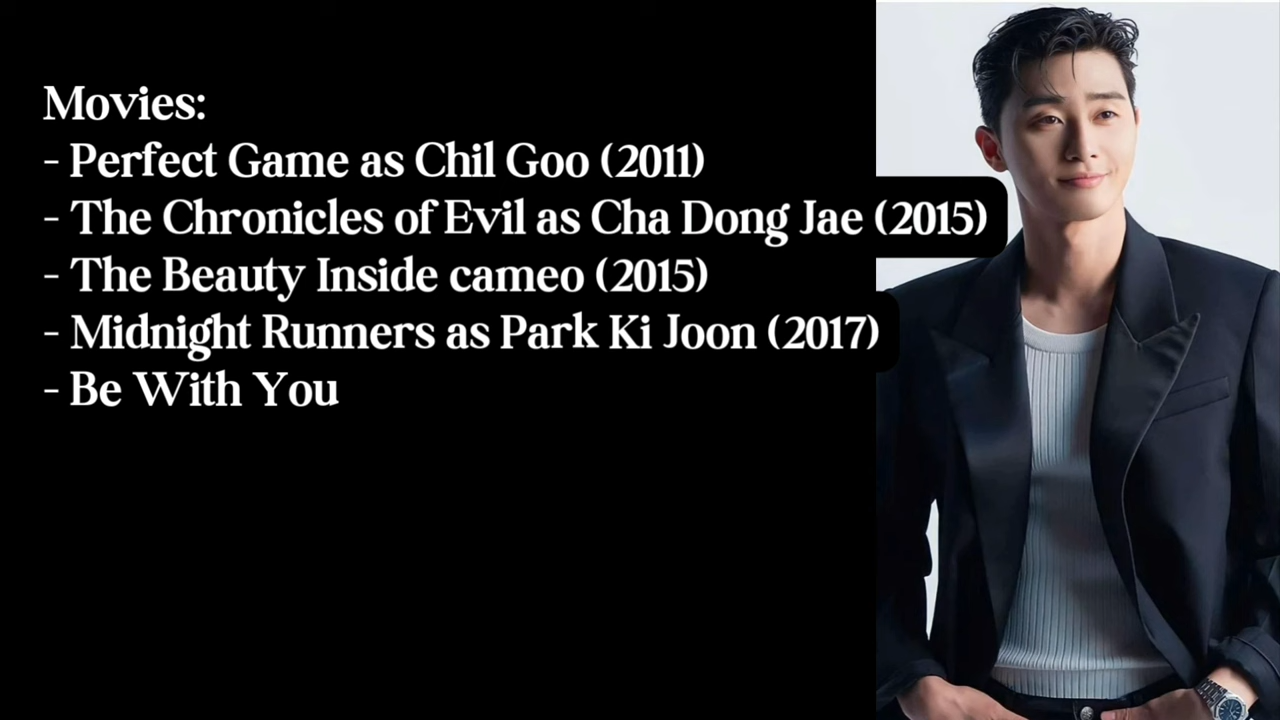 Movies:
- Perfect Game as Chil Goo (2011)
- The Chronicles of Evil as Cha Dong Jae (2015)
- The Beauty Inside cameo (2015)
- Midnight Runners as Park Ki Joon (2017)
- Be With You